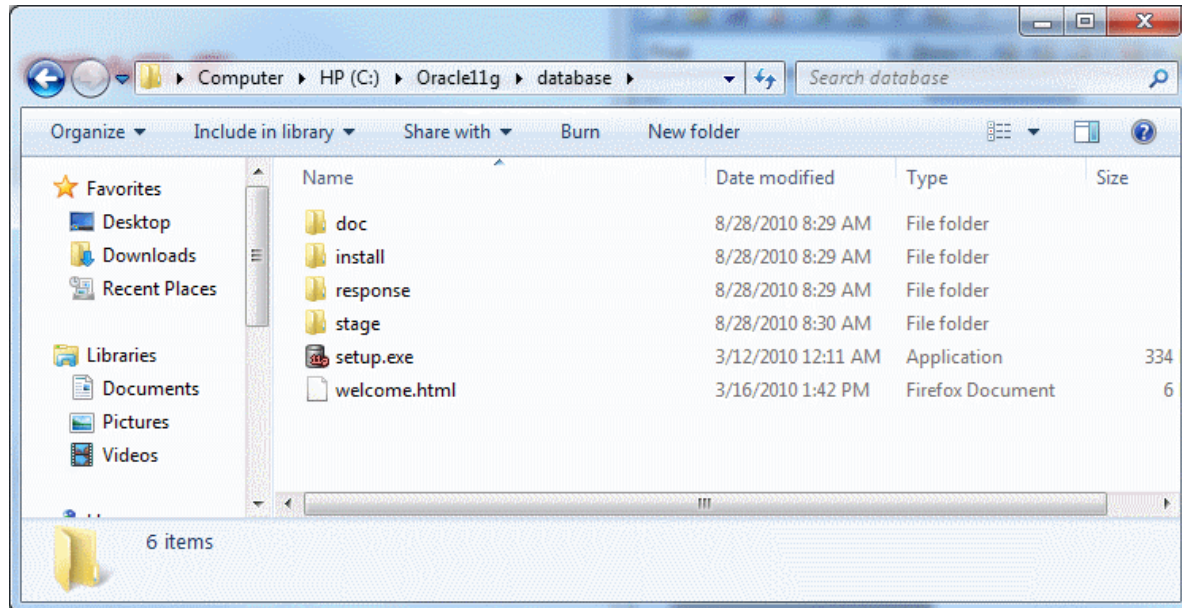 Computer ▸ HP (C:) ▸ Oracle11g ▸ database ▸ Search database
Organize Include in library Share with Burn New folder
Favorites
Desktop
Downloads
Recent Places
Libraries
Documents
Pictures
Videos
Name Date modified Type Size
doc 8/28/2010 8:29 AM File folder
install 8/28/2010 8:29 AM File folder
response 8/28/2010 8:29 AM File folder
stage 8/28/2010 8:30 AM File folder
setup.exe 3/12/2010 12:11 AM Application 334
welcome.html 3/16/2010 1:42 PM Firefox Document 6
6 items